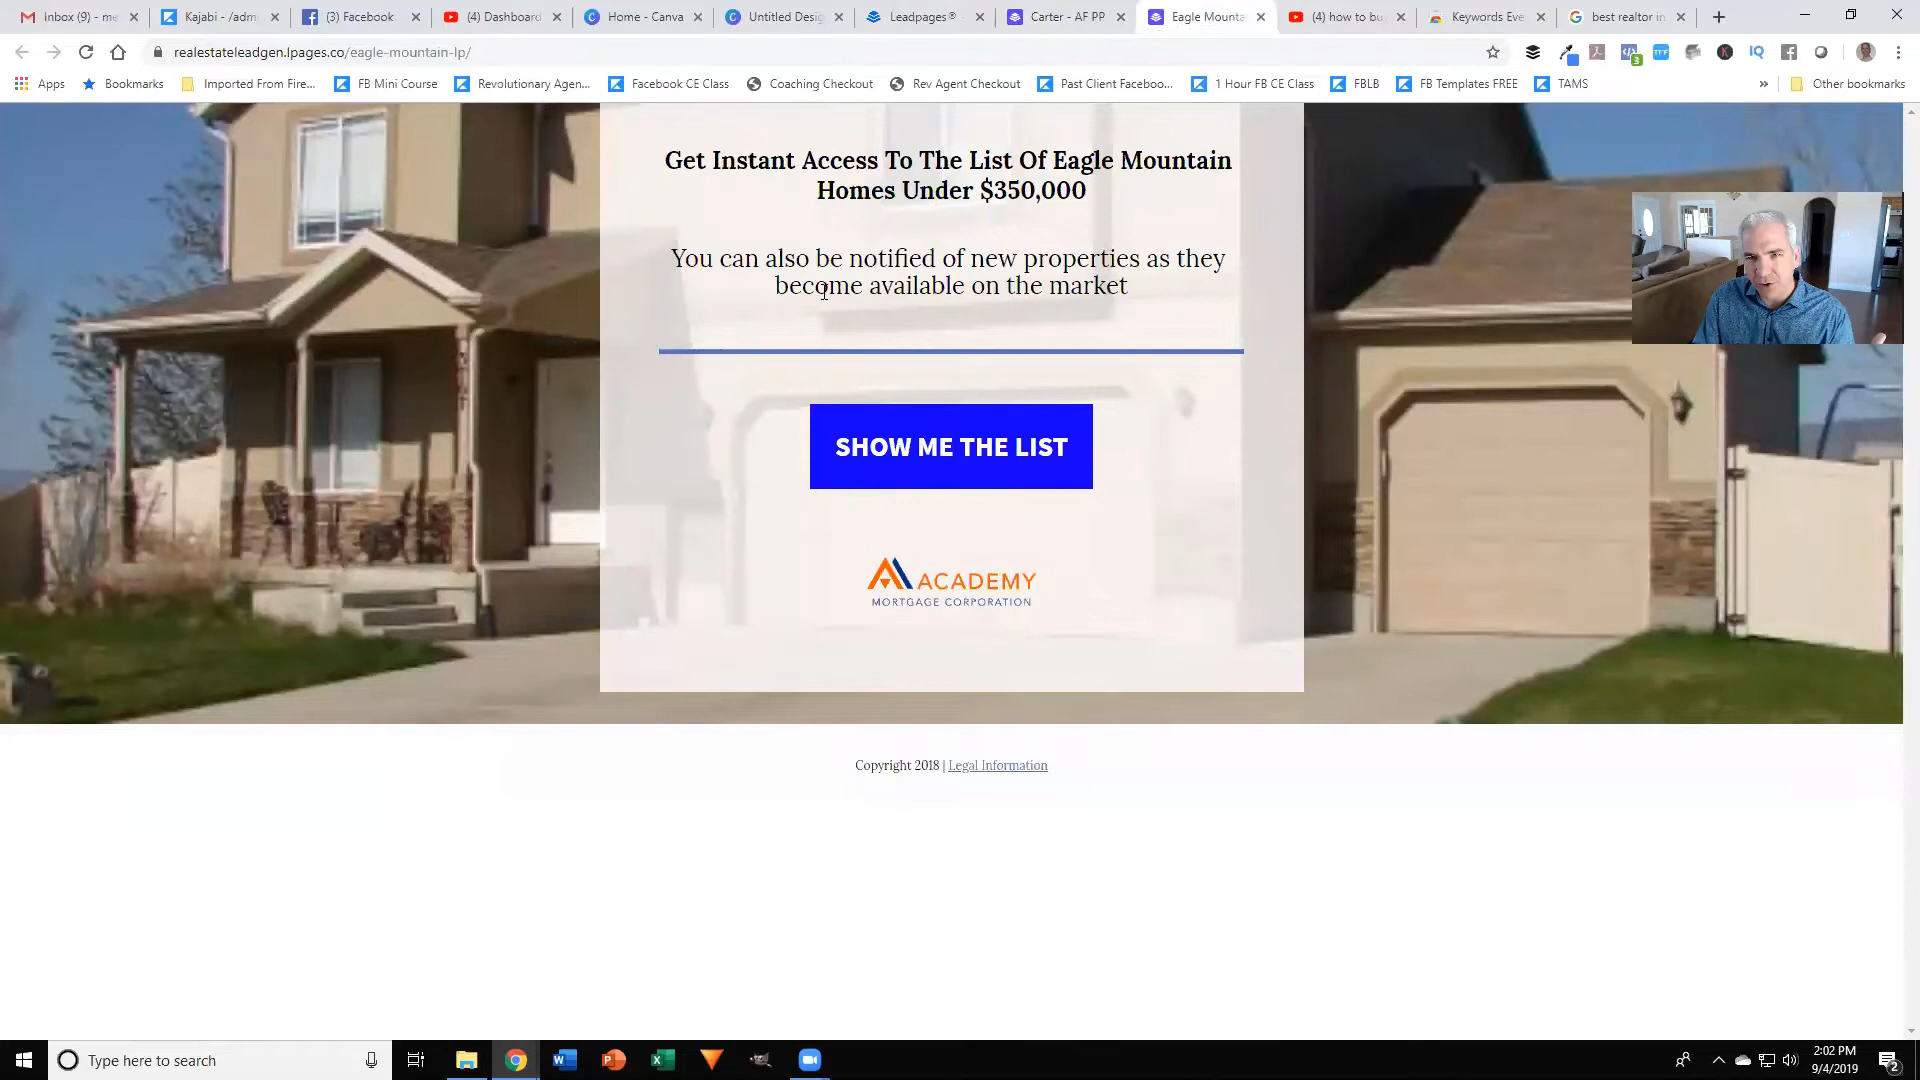 Inbox (9) - me
Kajabi - /adm
(3) Facebook
(4) Dashboard
Home - Canva
Untitled Desig
Leadpages®
Carter - AF PP
Eagle Mounta
(4) how to bu
Keywords Eve
best realtor in
realestateleadgen.lpages.co/eagle-mountain-lp/
Apps
Bookmarks
Imported From Fire...
FB Mini Course
Revolutionary Agen...
Facebook CE Class
Coaching Checkout
Rev Agent Checkout
Past Client Faceboo...
1 Hour FB CE Class
FBLB
FB Templates FREE
TAMS
Other bookmarks
Get Instant Access To The List Of Eagle Mountain
Homes Under $350,000
You can also be notified of new properties as they
become available on the market
SHOW ME THE LIST
ACADEMY
MORTGAGE CORPORATION
Copyright 2018 | Legal Information
Type here to search
2:02 PM
9/4/2019
2